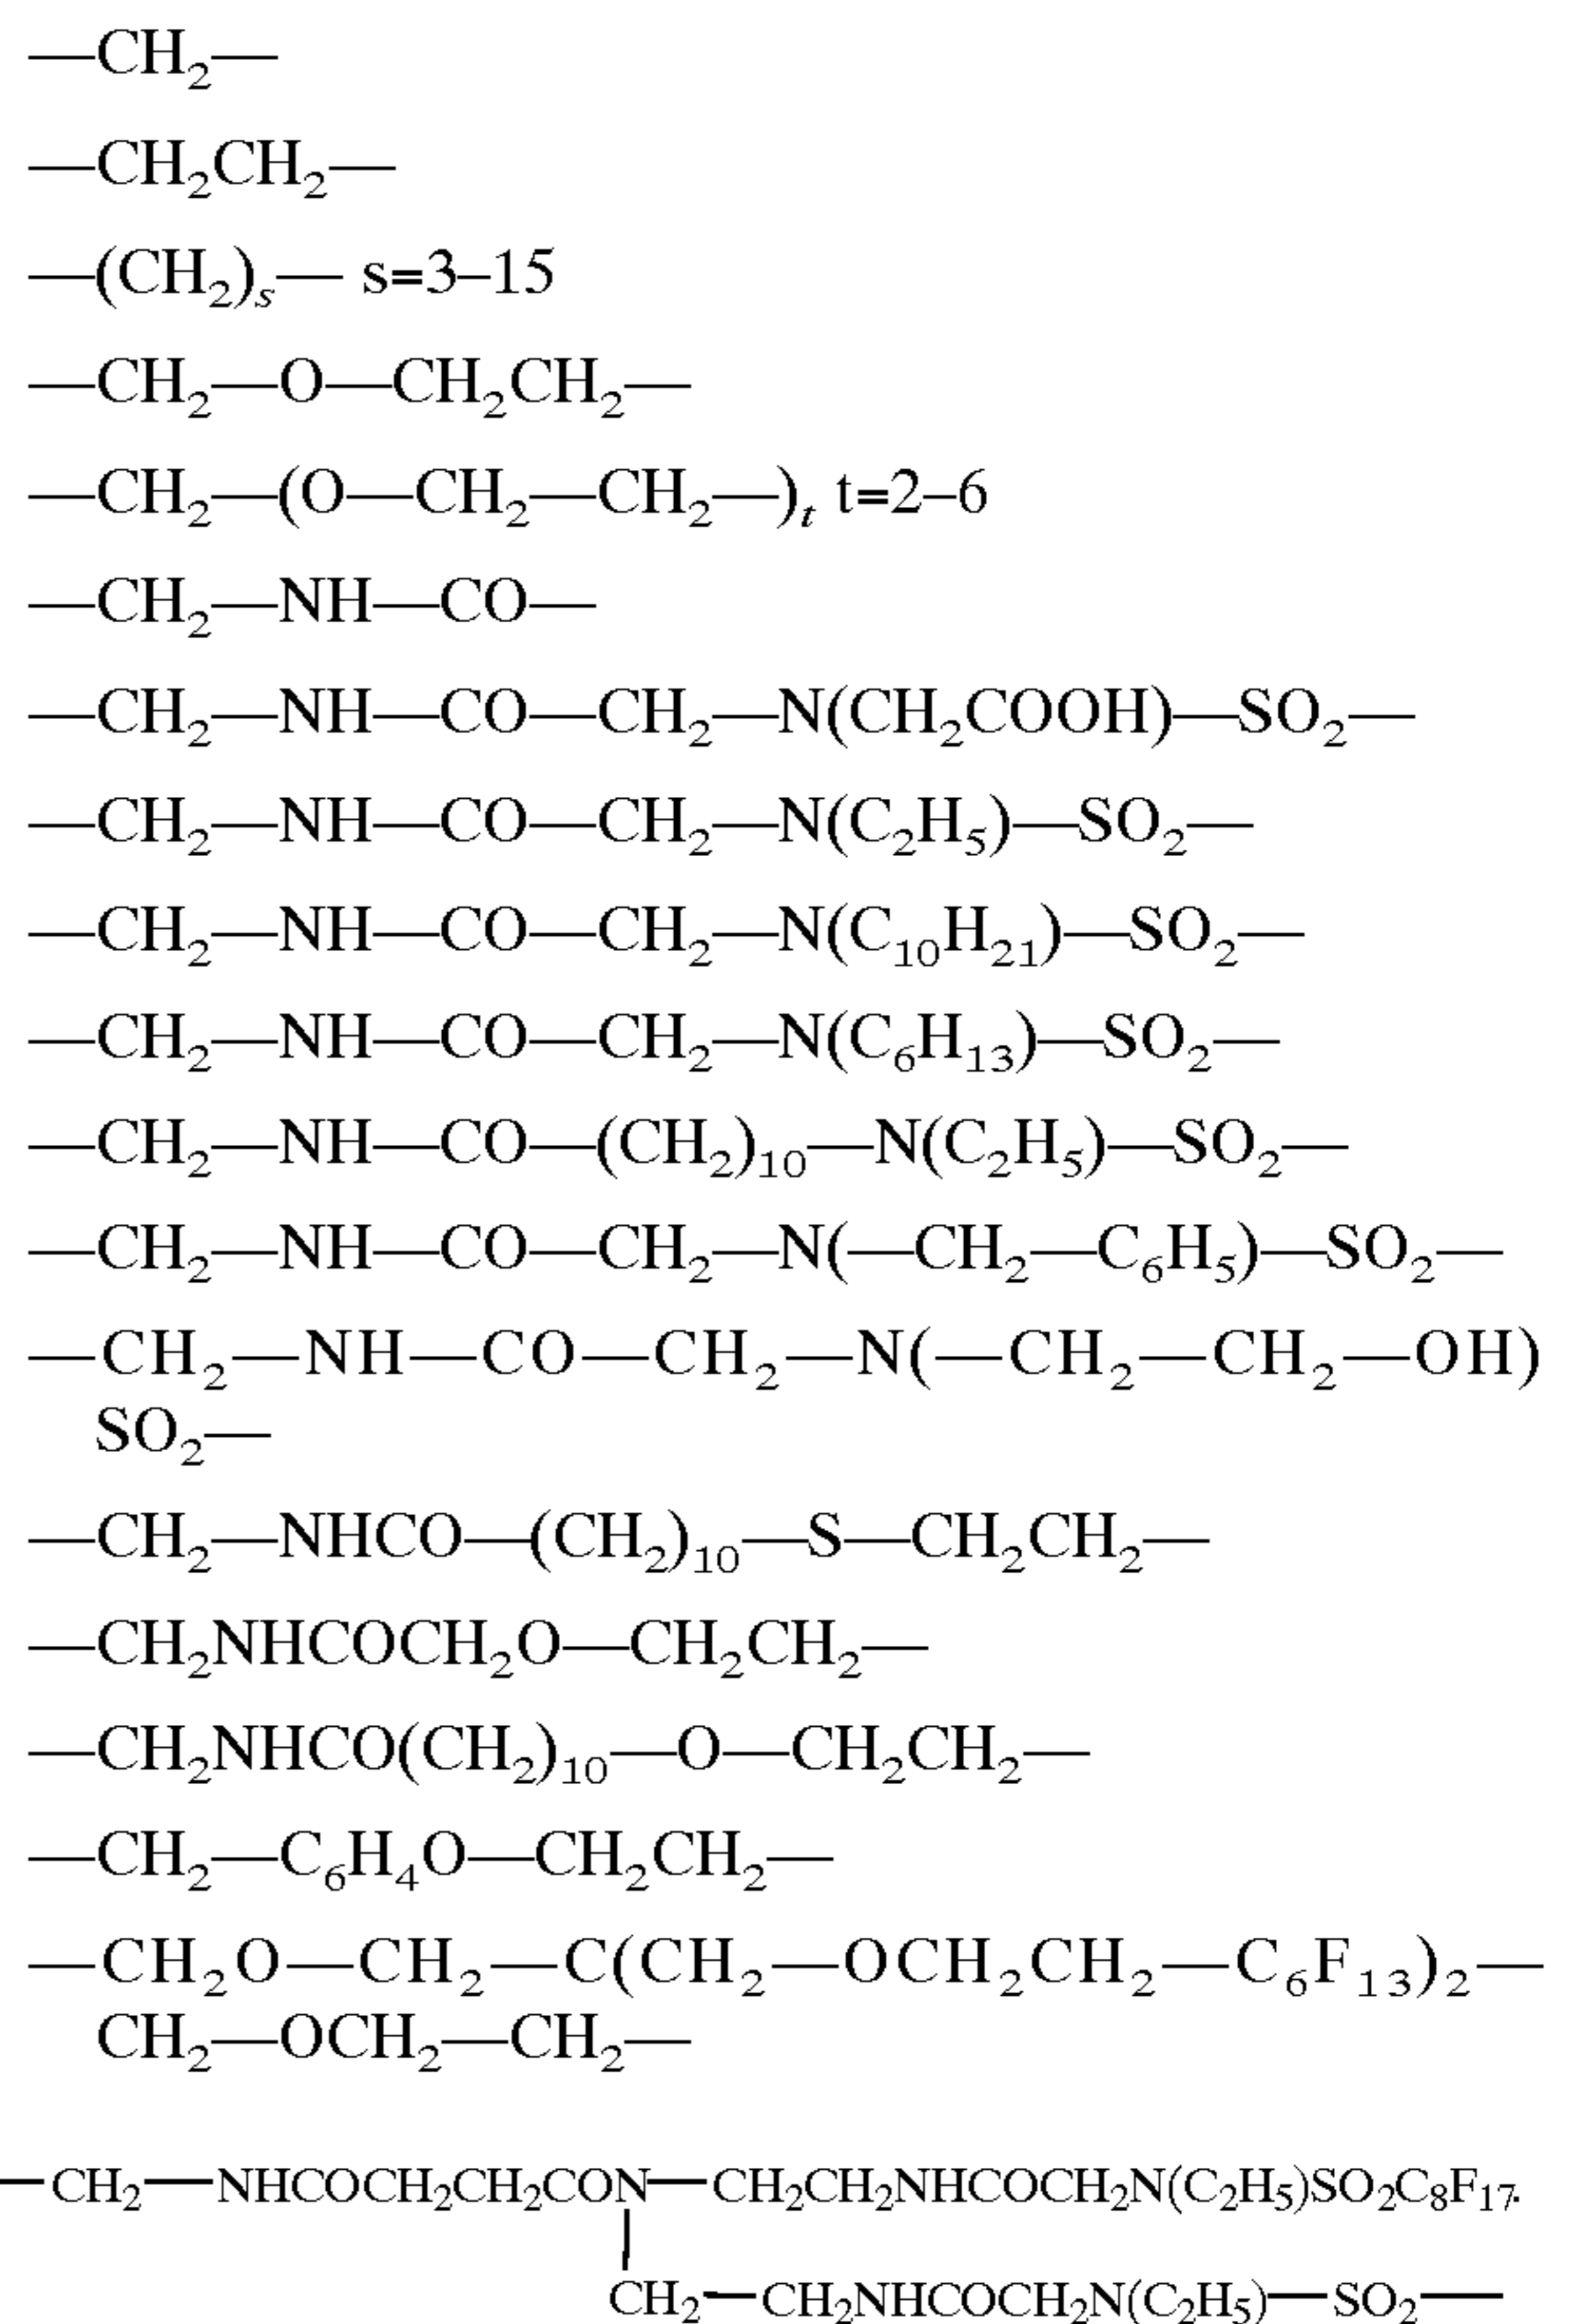 —CH₂—
—CH₂CH₂—
—(CH₂)ₛ— s=3–15
—CH₂—O—CH₂CH₂—
—CH₂—(O—CH₂—CH₂—)ₜ t=2–6
—CH₂—NH—CO—
—CH₂—NH—CO—CH₂—N(CH₂COOH)—SO₂—
—CH₂—NH—CO—CH₂—N(C₂H₅)—SO₂—
—CH₂—NH—CO—CH₂—N(C₁₀H₂₁)—SO₂—
—CH₂—NH—CO—CH₂—N(C₆H₁₃)—SO₂—
—CH₂—NH—CO—(CH₂)₁₀—N(C₂H₅)—SO₂—
—CH₂—NH—CO—CH₂—N(—CH₂—C₆H₅)—SO₂—
—CH₂—NH—CO—CH₂—N(—CH₂—CH₂—OH)
SO₂—
—CH₂—NHCO—(CH₂)₁₀—S—CH₂CH₂—
—CH₂NHCOCH₂O—CH₂CH₂—
—CH₂NHCO(CH₂)₁₀—O—CH₂CH₂—
—CH₂—C₆H₄O—CH₂CH₂—
—CH₂O—CH₂—C(CH₂—OCH₂CH₂—C₆F₁₃)₂—
CH₂—OCH₂—CH₂—
—CH₂—NHCOCH₂CH₂CON—CH₂CH₂NHCOCH₂N(C₂H₅)SO₂C₈F₁₇.
CH₂—CH₂NHCOCH₂N(C₂H₅)—SO₂—